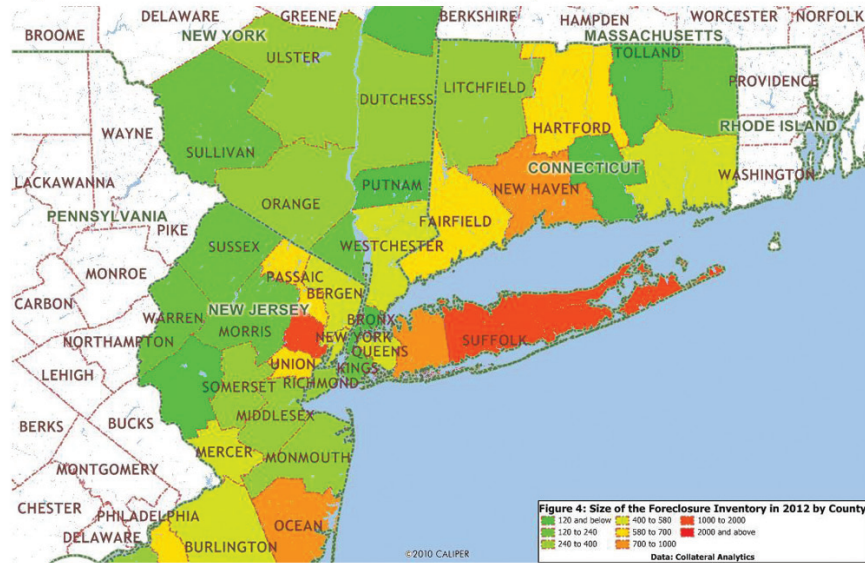 DELAWARE
GREENE
BERKSHIRE
HAMPDEN
WORCESTER
NORFOLK
BROOME
NEW YORK
MASSACHUSETTS
ULSTER
TOLLAND
DUTCHESS
LITCHFIELD
PROVIDENCE
WAYNE
HARTFORD
RHODE ISLAND
SULLIVAN
CONNECTICUT
WASHINGTON
LACKAWANNA
PUTNAM
NEW HAVEN
ORANGE
PENNSYLVANIA
FAIRFIELD
PIKE
SUSSEX
WESTCHESTER
MONROE
PASSAIC
BERGEN
CARBON
WARREN
NEW JERSEY
BRONX
MORRIS
NORTHAMPTON
NEW YORK
SUFFOLK
QUEENS
UNION
KINGS
LEHIGH
SOMERSET
RICHMOND
MIDDLESEX
BERKS
BUCKS
MERCER
MONMOUTH
MONTGOMERY
CHESTER
PHILADELPHIA
OCEAN
DELAWARE
BURLINGTON
©2010 CALIPER
Figure 4: Size of the Foreclosure Inventory in 2012 by County
120 and below 400 to 580 1000 to 2000
120 to 240 580 to 700 2000 and above
240 to 400 700 to 1000
Data: Collateral Analytics